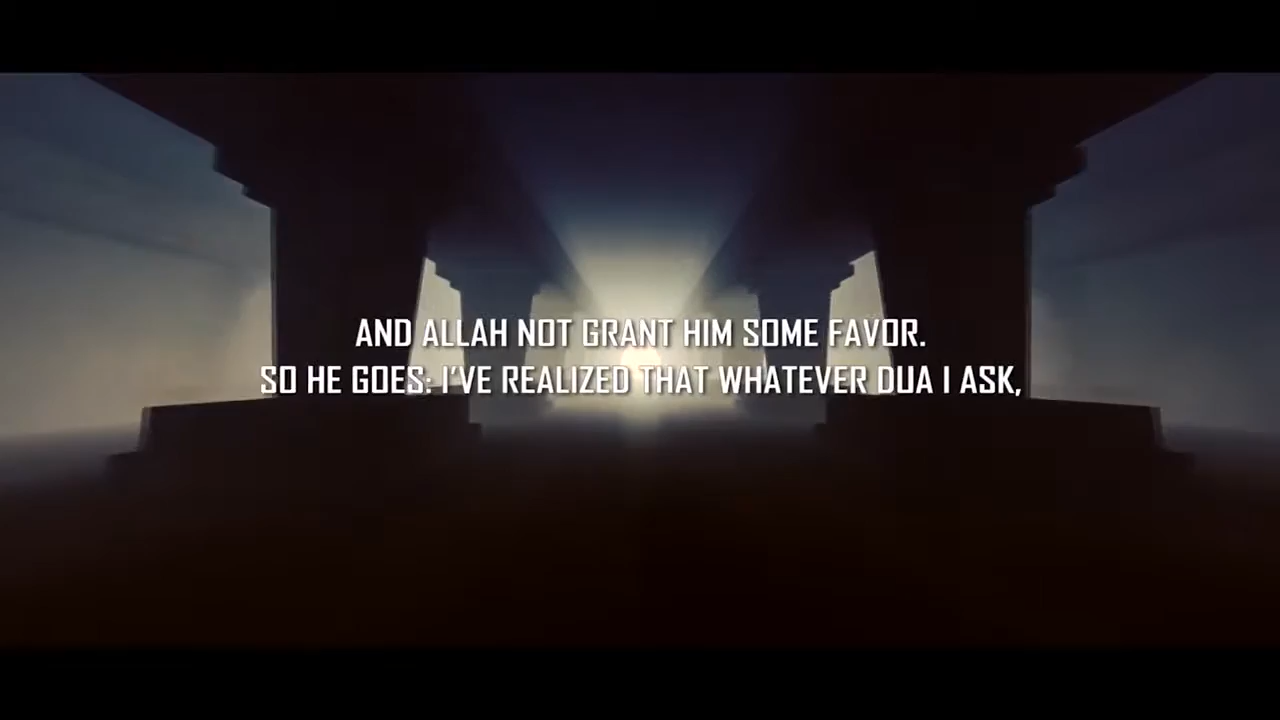 AND ALLAH NOT GRANT HIM SOME FAVOR.
SO HE GOES: I'VE REALIZED THAT WHATEVER DUA I ASK,